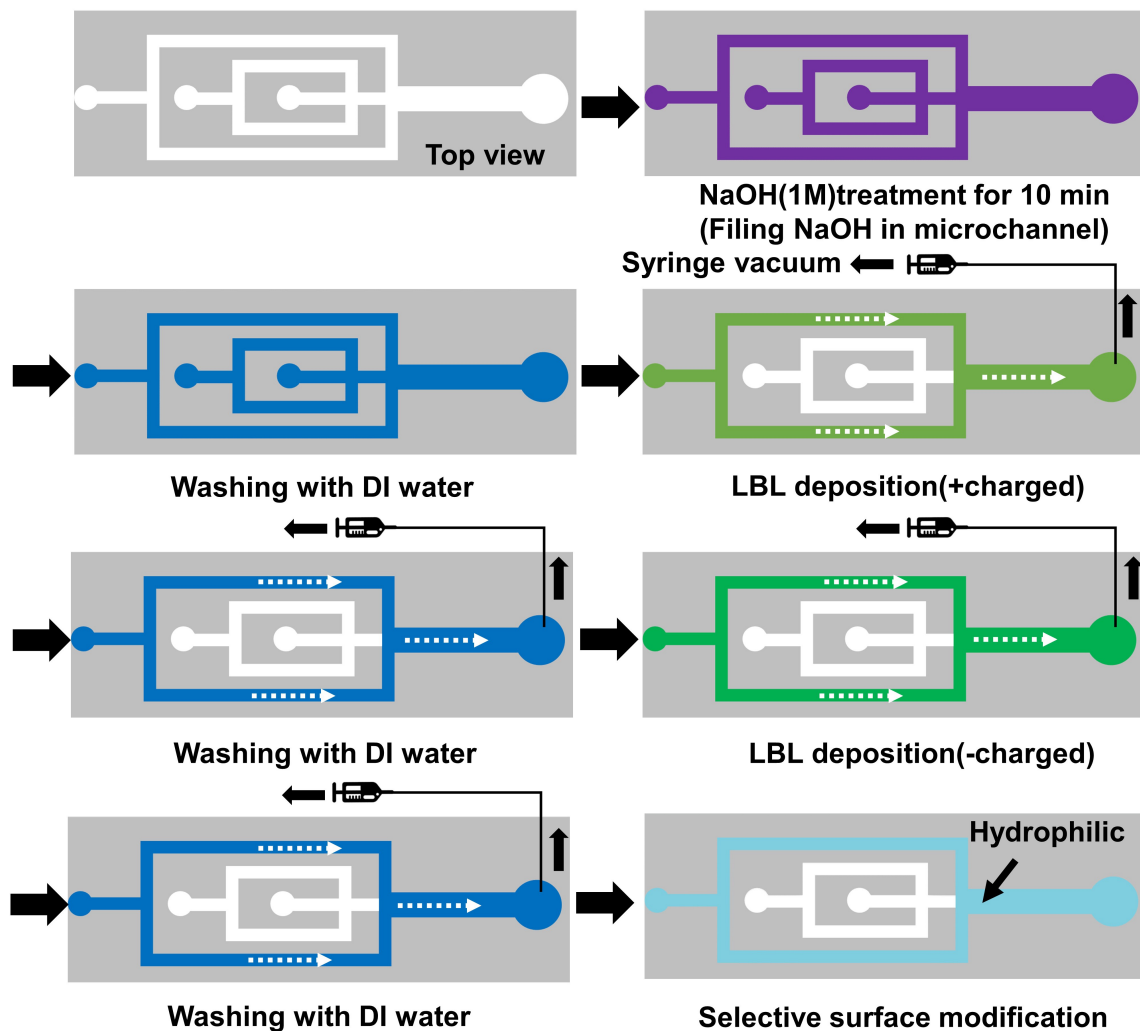 Top view
NaOH(1M)treatment for 10 min
(Filing NaOH in microchannel)
Syringe vacuum
Washing with DI water
LBL deposition(+charged)
Washing with DI water
LBL deposition(-charged)
Hydrophilic
Washing with DI water
Selective surface modification